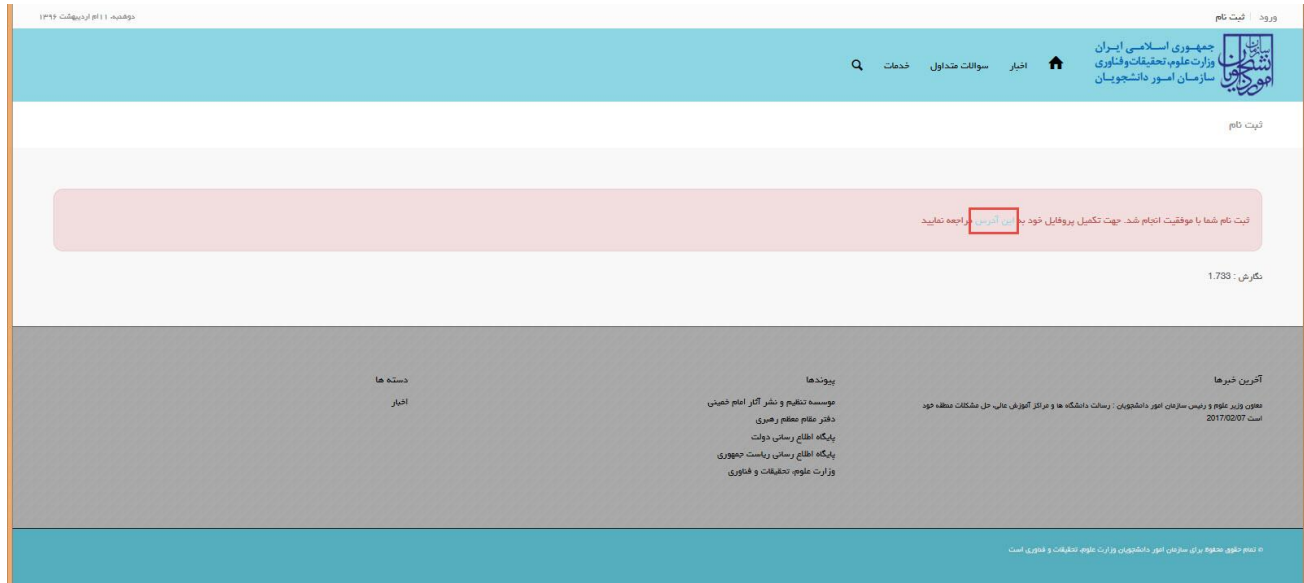 ورود | ثبت نام
دوشنبه، ۱۱ام اردیبهشت ۱۳۹۶
سازمان امور دانشجویان
جمهوری اسلامی ایران
وزارت علوم، تحقیقات و فناوری
سازمان امور دانشجویان
اخبار سوالات متداول خدمات
ثبت نام
ثبت نام شما با موفقیت انجام شد. جهت تکمیل پروفایل خود به این آدرس مراجعه نمایید
نگارش : 1.733
آخرین خبرها
معاون وزیر علوم و رئیس سازمان امور دانشجویان : رسالت دانشگاه ها و مراکز آموزش عالی، حل مشکلات منطقه خود
است 2017/02/07
پیوندها
موسسه تنظیم و نشر آثار امام خمینی
دفتر مقام معظم رهبری
پایگاه اطلاع رسانی دولت
پایگاه اطلاع رسانی ریاست جمهوری
وزارت علوم، تحقیقات و فناوری
دسته ها
اخبار
© تمام حقوق محفوظ برای سازمان امور دانشجویان وزارت علوم، تحقیقات و فناوری است